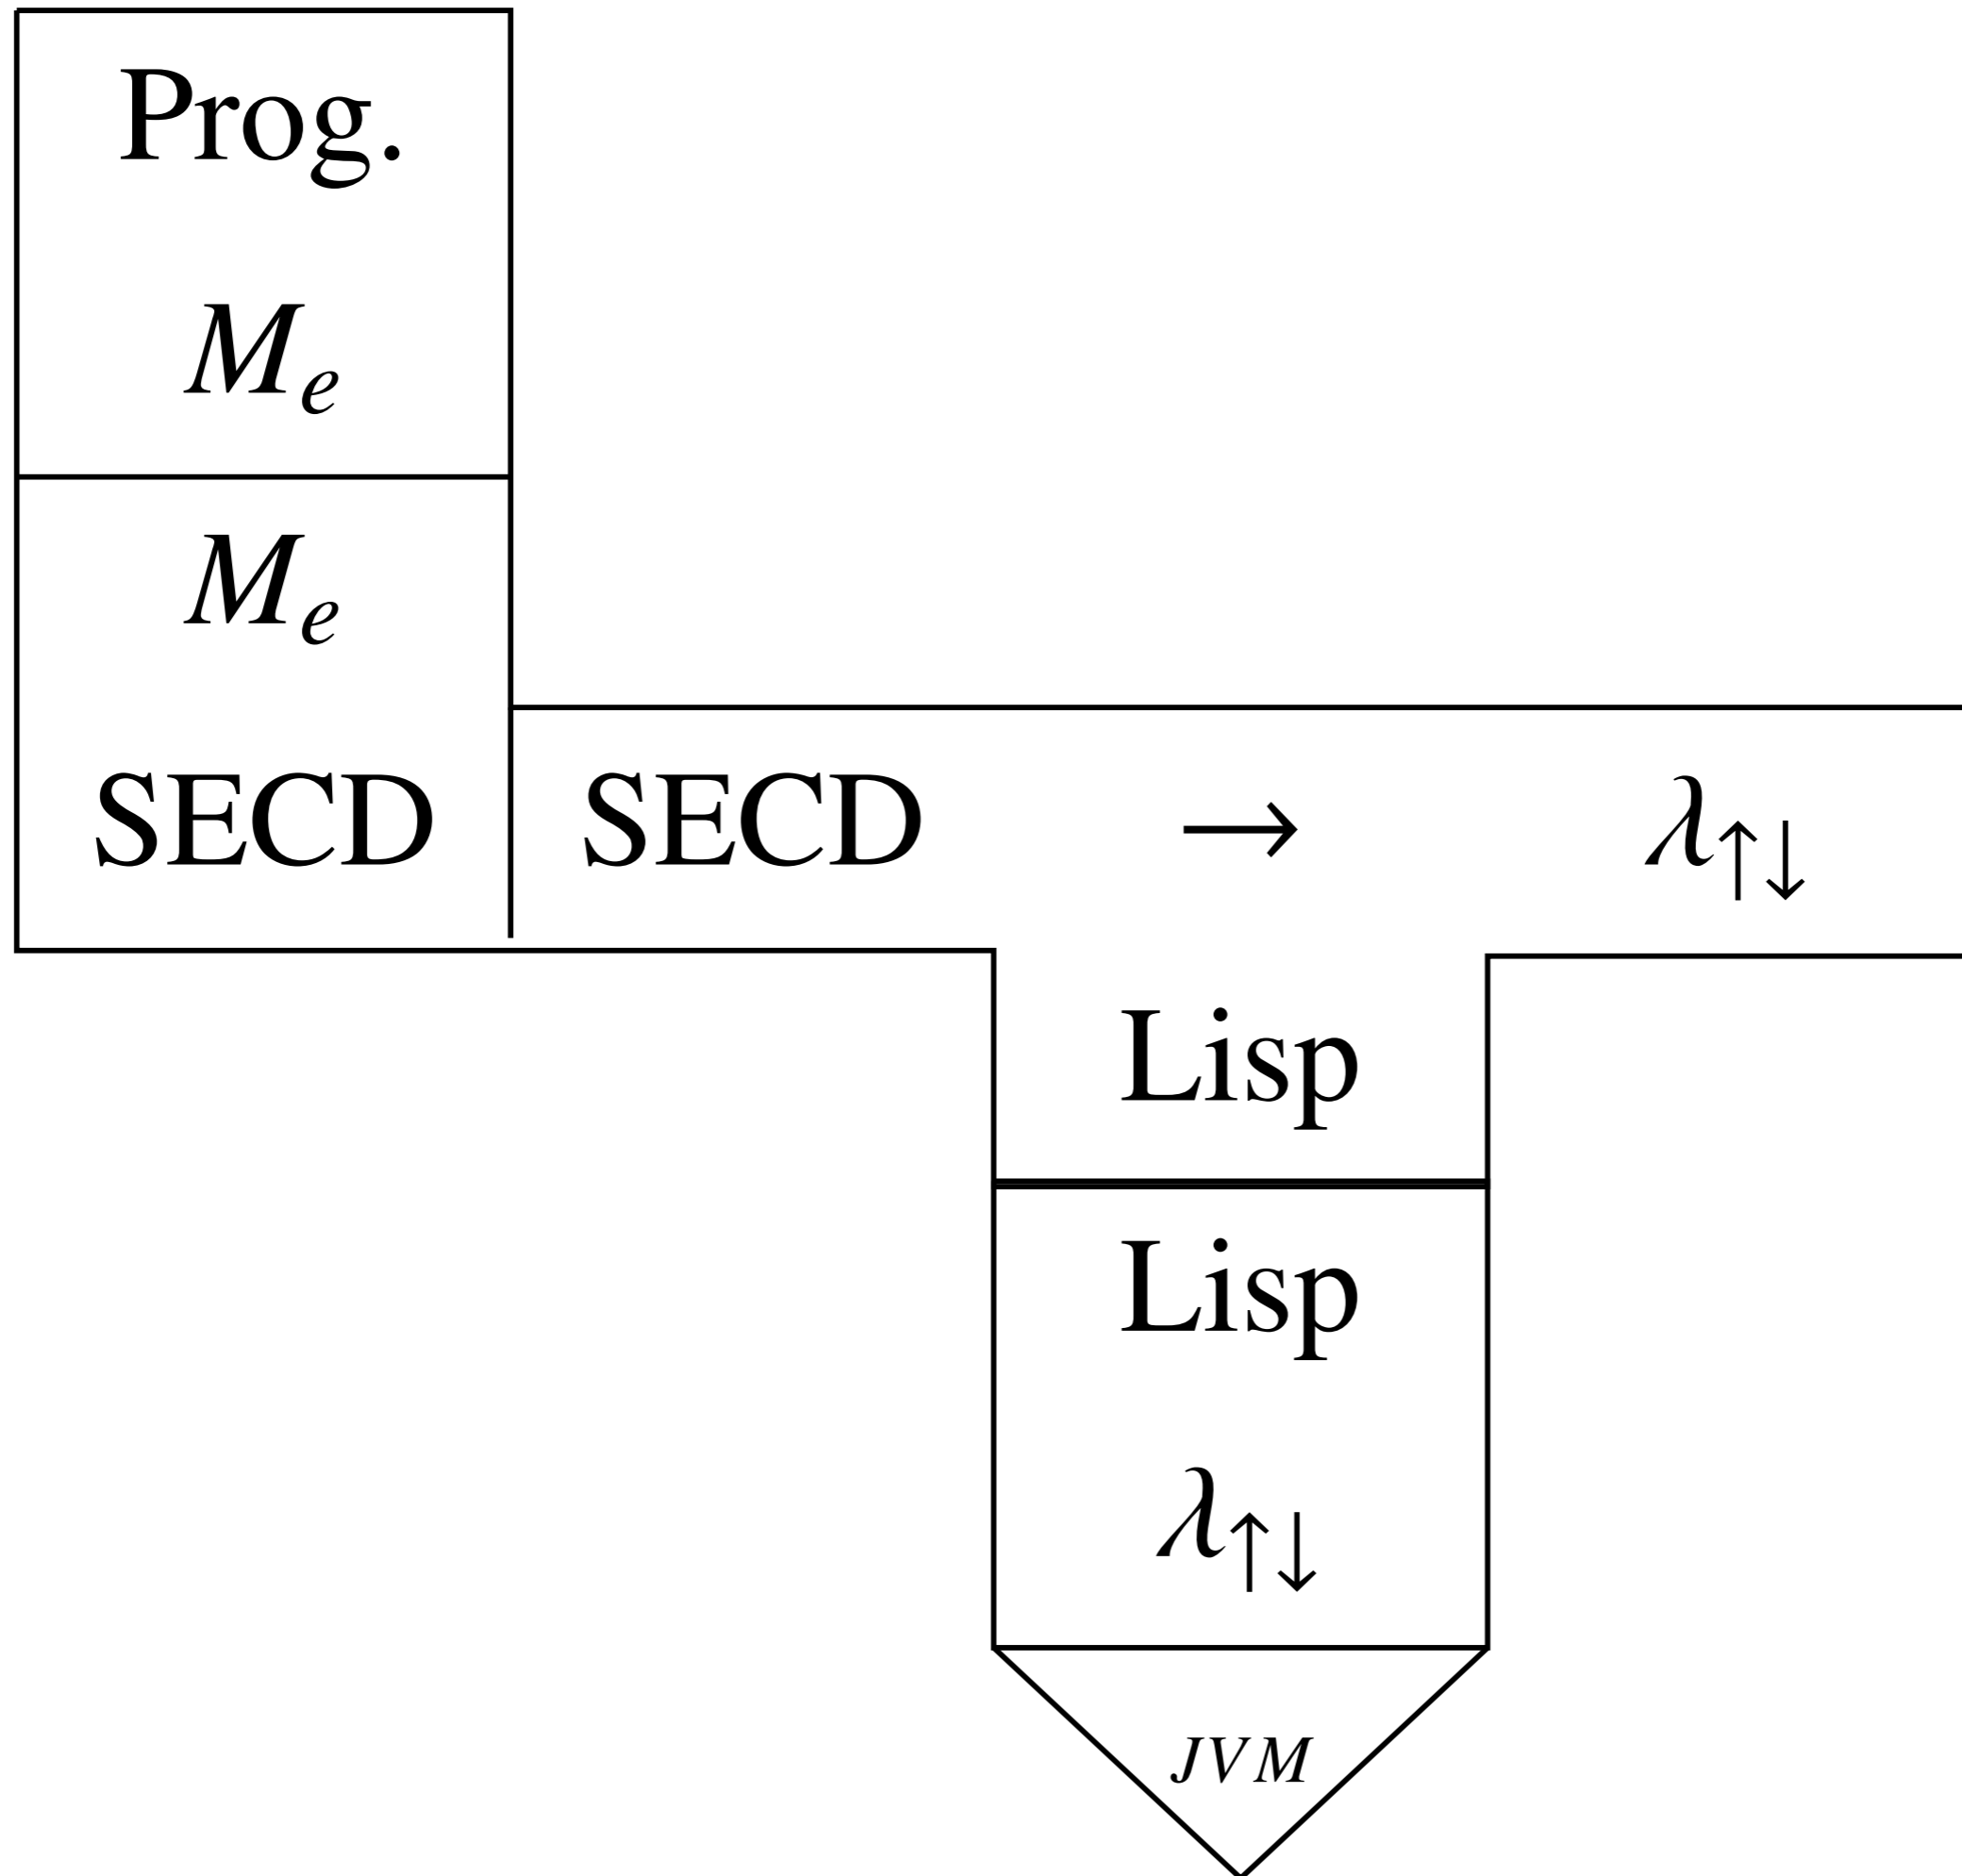 Prog.
Mₑ
Mₑ
SECD SECD → λ↑↓
Lisp
Lisp
λ↑↓
JVM